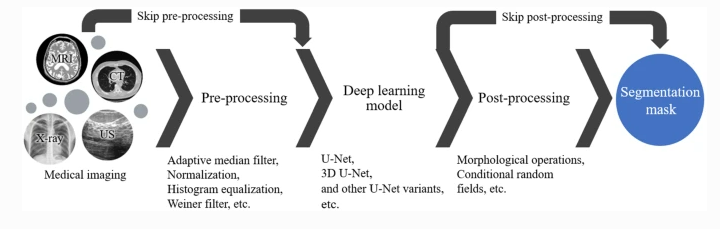 Skip pre-processing
Skip post-processing
MRI
CT
X-ray
US
Medical imaging
Pre-processing
Adaptive median filter,
Normalization,
Histogram equalization,
Weiner filter, etc.
Deep learning
model
U-Net,
3D U-Net,
and other U-Net variants,
etc.
Post-processing
Morphological operations,
Conditional random
fields, etc.
Segmentation
mask